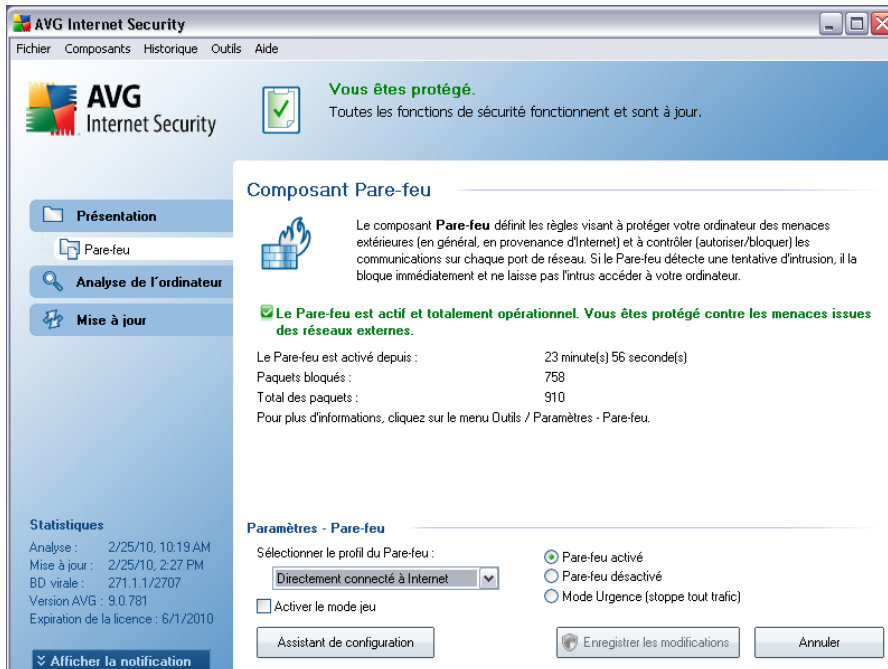 AVG Internet Security
Fichier Composants Historique Outils Aide
AVG
Internet Security
Vous êtes protégé.
Toutes les fonctions de sécurité fonctionnent et sont à jour.
Présentation
Pare-feu
Analyse de l'ordinateur
Mise à jour
Composant Pare-feu
Le composant Pare-feu définit les règles visant à protéger votre ordinateur des menaces
extérieures (en général, en provenance d'Internet) et à contrôler (autoriser/bloquer) les
communications sur chaque port de réseau. Si le Pare-feu détecte une tentative d'intrusion, il la
bloque immédiatement et ne laisse pas l'intrus accéder à votre ordinateur.
Le Pare-feu est actif et totalement opérationnel. Vous êtes protégé contre les menaces issues
des réseaux externes.
Le Pare-feu est activé depuis : 23 minute(s) 56 seconde(s)
Paquets bloqués : 758
Total des paquets : 910
Pour plus d'informations, cliquez sur le menu Outils / Paramètres - Pare-feu.
Statistiques
Analyse : 2/25/10, 10:19 AM
Mise à jour : 2/25/10, 2:27 PM
BD virale : 271.1.1/2707
Version AVG : 9.0.781
Expiration de la licence : 6/1/2010
Afficher la notification
Paramètres - Pare-feu
Sélectionner le profil du Pare-feu :
Directement connecté à Internet
Activer le mode jeu
Pare-feu activé
Pare-feu désactivé
Mode Urgence (stoppe tout trafic)
Assistant de configuration
Enregistrer les modifications
Annuler